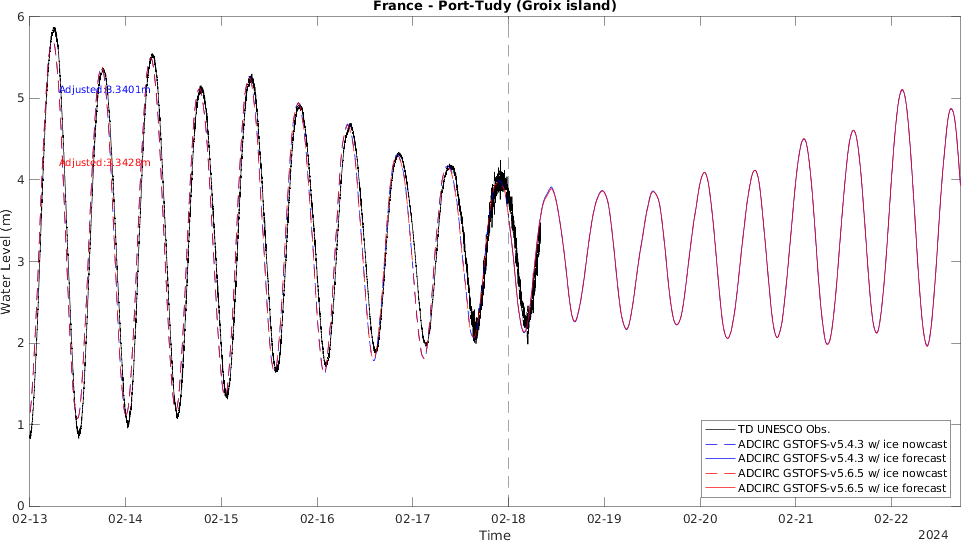 France - Port-Tudy (Groix island)
6
5
4
3
2
1
0
Water Level (m)
Adjusted:3.3401m
Adjusted:3.3428m
TD UNESCO Obs.
ADCIRC GSTOFS-v5.4.3 w/ ice nowcast
ADCIRC GSTOFS-v5.4.3 w/ ice forecast
ADCIRC GSTOFS-v5.6.5 w/ ice nowcast
ADCIRC GSTOFS-v5.6.5 w/ ice forecast
02-13 02-14 02-15 02-16 02-17 02-18 02-19 02-20 02-21 02-22
Time
2024